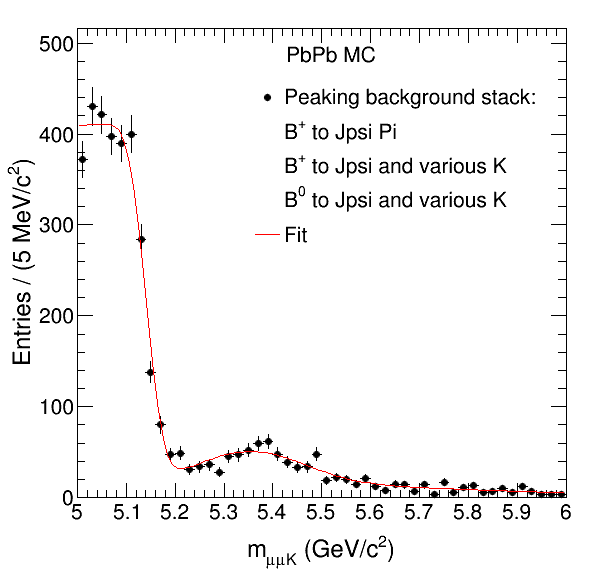 PbPb MC
Peaking background stack:
B⁺ to Jpsi Pi
B⁺ to Jpsi and various K
B⁰ to Jpsi and various K
Fit
Entries / (5 MeV/c²)
500
400
300
200
100
0
5 5.1 5.2 5.3 5.4 5.5 5.6 5.7 5.8 5.9 6
m_μμK (GeV/c²)